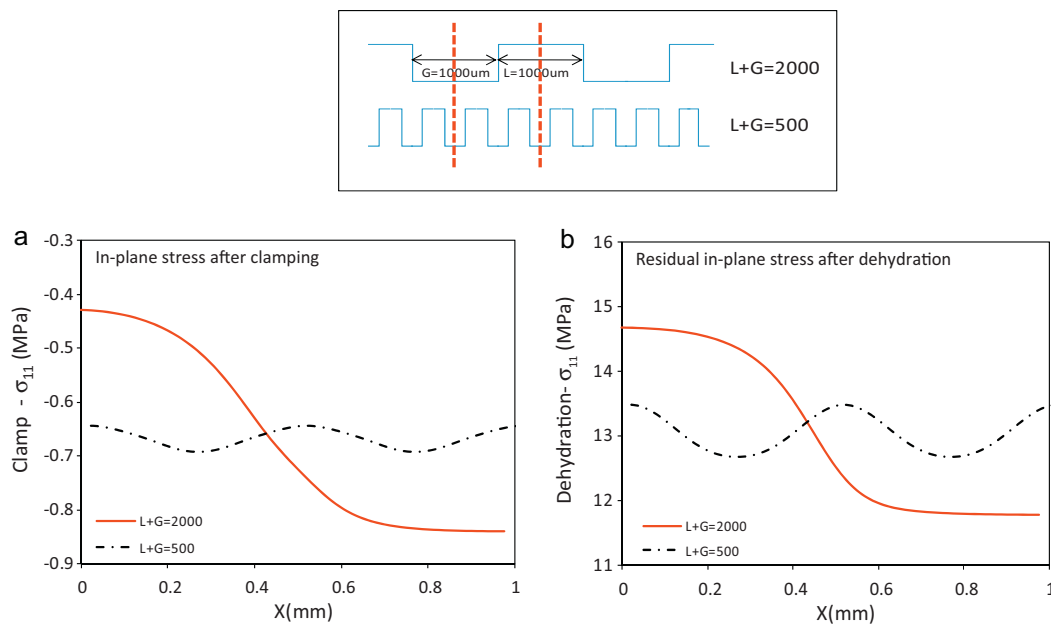 G=1000um
L=1000um
L+G=2000
L+G=500
a
In-plane stress after clamping
Clamp - σ11 (MPa)
-0.3
-0.4
-0.5
-0.6
-0.7
-0.8
-0.9
L+G=2000
L+G=500
0
0.2
0.4
0.6
0.8
1
X(mm)
b
Residual in-plane stress after dehydration
Dehydration- σ11 (MPa)
16
15
14
13
12
11
L+G=2000
L+G=500
0
0.2
0.4
0.6
0.8
1
X(mm)